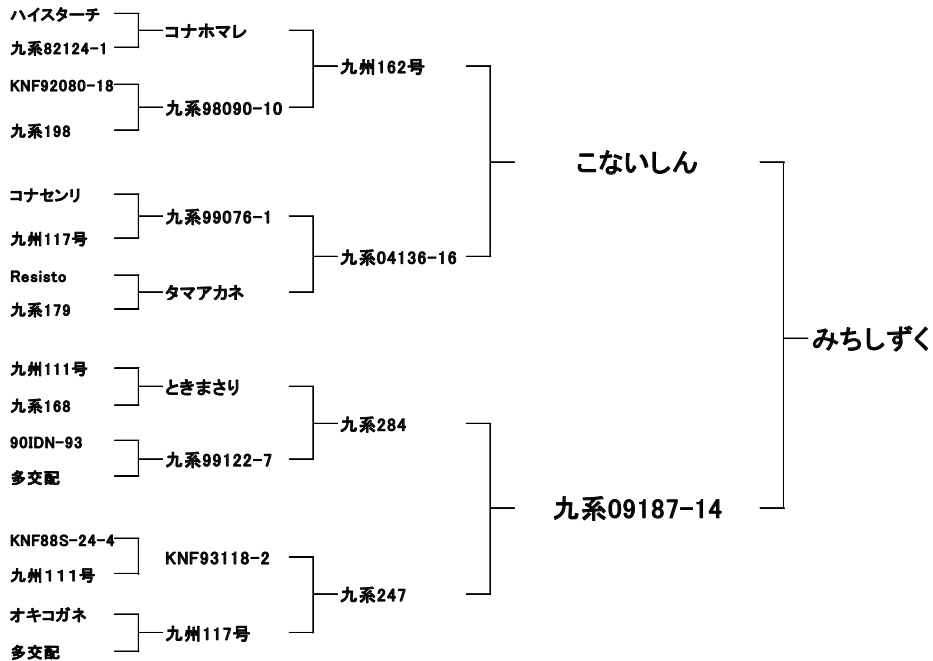 ハイスターチ
九系82124-1
コナホマレ
KNF92080-18
九系198
九系98090-10
九州162号
コナセンリ
九州117号
九系99076-1
Resisto
九系179
タマアカネ
九系04136-16
こないしん
九州111号
九系168
ときまさり
90IDN-93
多交配
九系99122-7
九系284
KNF88S-24-4
九州１１１号
KNF93118-2
オキコガネ
多交配
九州117号
九系247
九系09187-14
みちしずく